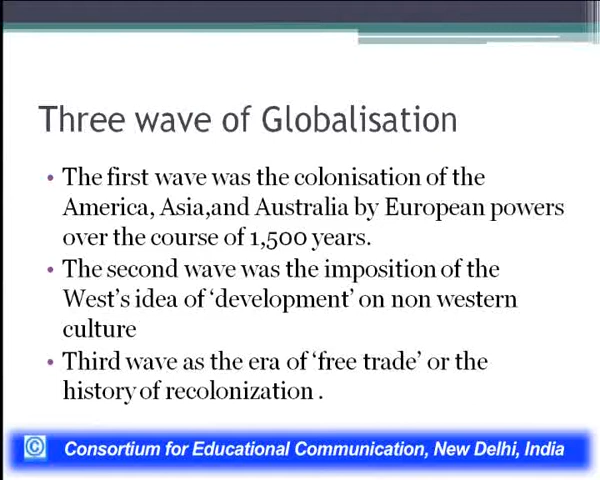 Three wave of Globalisation
• The first wave was the colonisation of the
America, Asia,and Australia by European powers
over the course of 1,500 years.
• The second wave was the imposition of the
West's idea of 'development' on non western
culture
• Third wave as the era of 'free trade' or the
history of recolonization .
© Consortium for Educational Communication, New Delhi, India